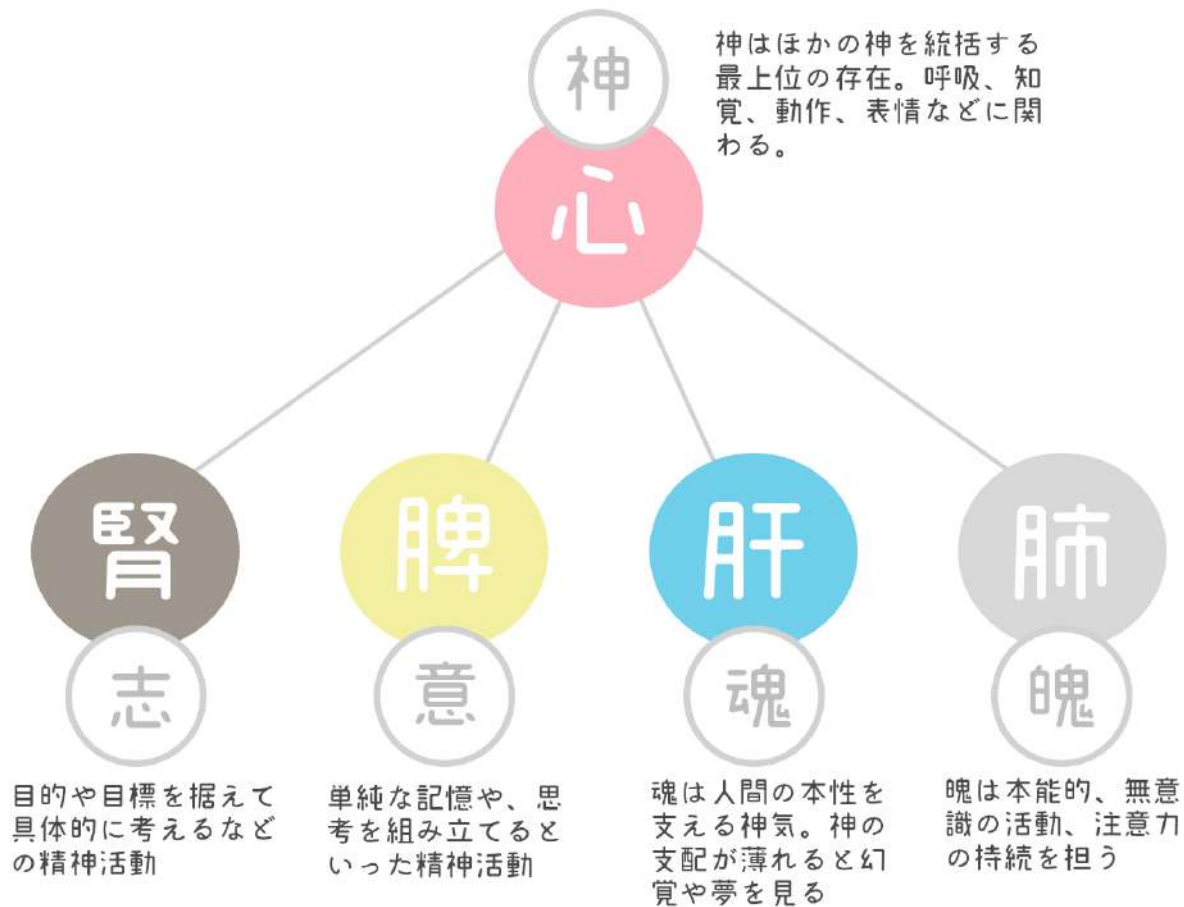 神
神はほかの神を統括する
最上位の存在。呼吸、知
覚、動作、表情などに関
わる。
心
腎
脾
肝
肺
志
意
魂
魄
目的や目標を据えて
具体的に考えるなど
の精神活動
単純な記憶や、思
考を組み立てると
いった精神活動
魂は人間の本性を
支える神気。神の
支配が薄れると幻
覚や夢を見る
魄は本能的、無意
識の活動、注意力
の持続を担う